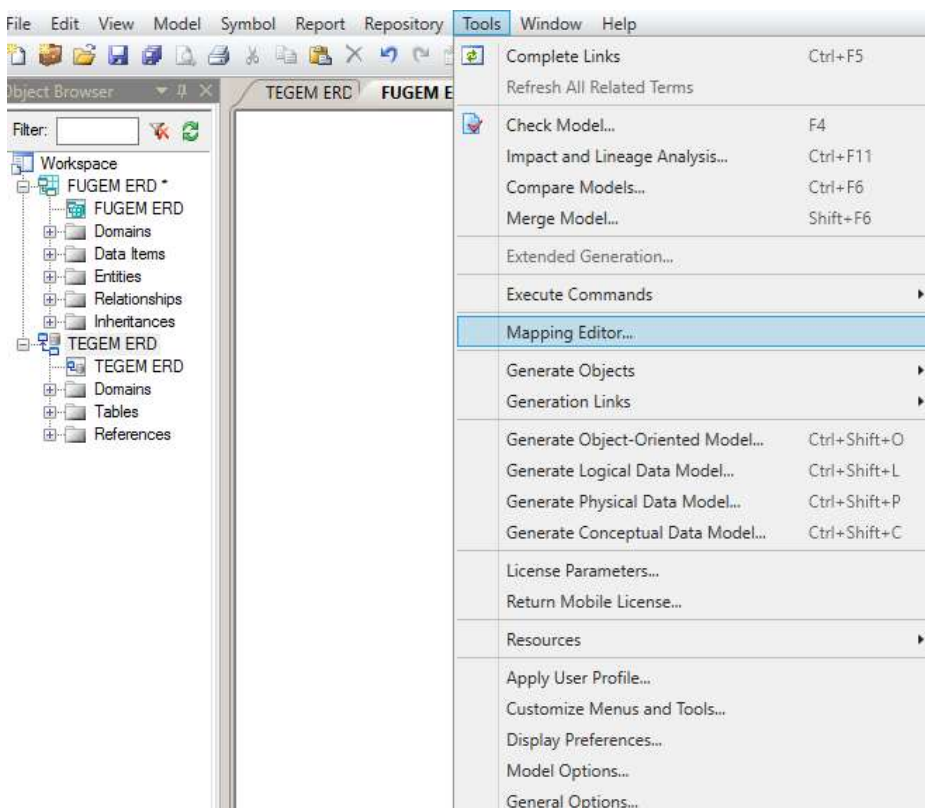 File Edit View Model Symbol Report Repository Tools Window Help
Object Browser
Filter:
Workspace
FUGEM ERD *
FUGEM ERD
Domains
Data Items
Entities
Relationships
Inheritances
TEGEM ERD
TEGEM ERD
Domains
Tables
References
TEGEM ERD FUGEM E
Complete Links Ctrl+F5
Refresh All Related Terms
Check Model... F4
Impact and Lineage Analysis... Ctrl+F11
Compare Models... Ctrl+F6
Merge Model... Shift+F6
Extended Generation...
Execute Commands
Mapping Editor...
Generate Objects
Generation Links
Generate Object-Oriented Model... Ctrl+Shift+O
Generate Logical Data Model... Ctrl+Shift+L
Generate Physical Data Model... Ctrl+Shift+P
Generate Conceptual Data Model... Ctrl+Shift+C
License Parameters...
Return Mobile License...
Resources
Apply User Profile...
Customize Menus and Tools...
Display Preferences...
Model Options...
General Options...